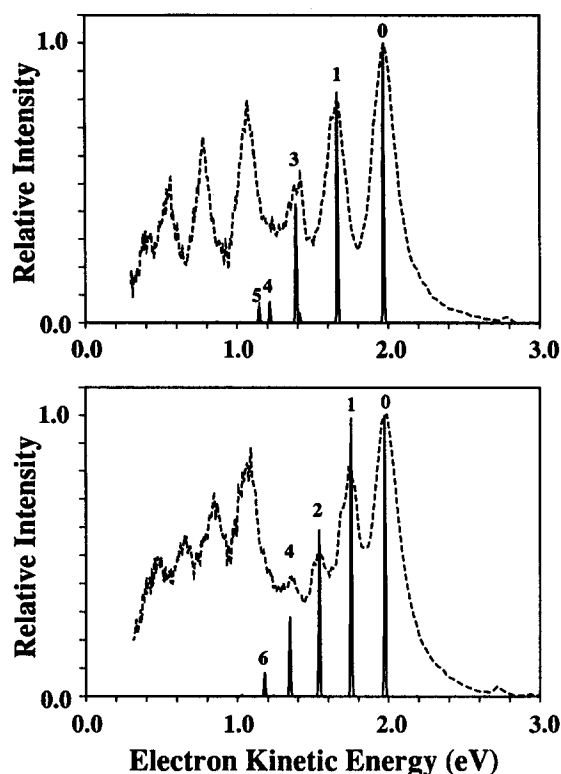 0
1
1.0
3
Relative Intensity
5 4
0.0
0.0 1.0 2.0 3.0
1 0
1.0
2
4
Relative Intensity
6
0.0
0.0 1.0 2.0 3.0
Electron Kinetic Energy (eV)